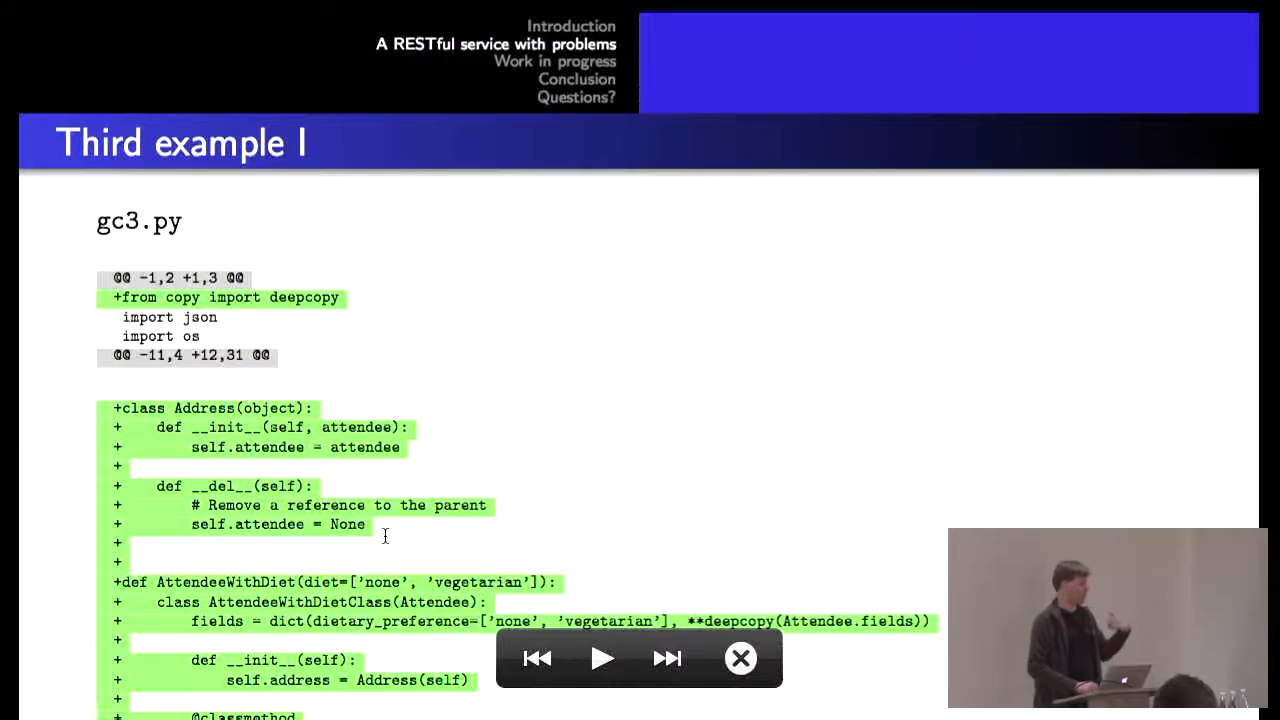 Introduction
A RESTful service with problems
Work in progress
Conclusion
Questions?
Third example I
gc3.py
@@ -1,2 +1,3 @@
+from copy import deepcopy
import json
import os
@@ -11,4 +12,31 @@
+class Address(object):
+    def __init__(self, attendee):
+        self.attendee = attendee
+
+    def __del__(self):
+        # Remove a reference to the parent
+        self.attendee = None
+
+
+def AttendeeWithDiet(diet=['none', 'vegetarian']):
+    class AttendeeWithDietClass(Attendee):
+        fields = dict(dietary_preference=['none', 'vegetarian'], **deepcopy(Attendee.fields))
+
+        def __init__(self):
+            self.address = Address(self)
+
+        @classmethod